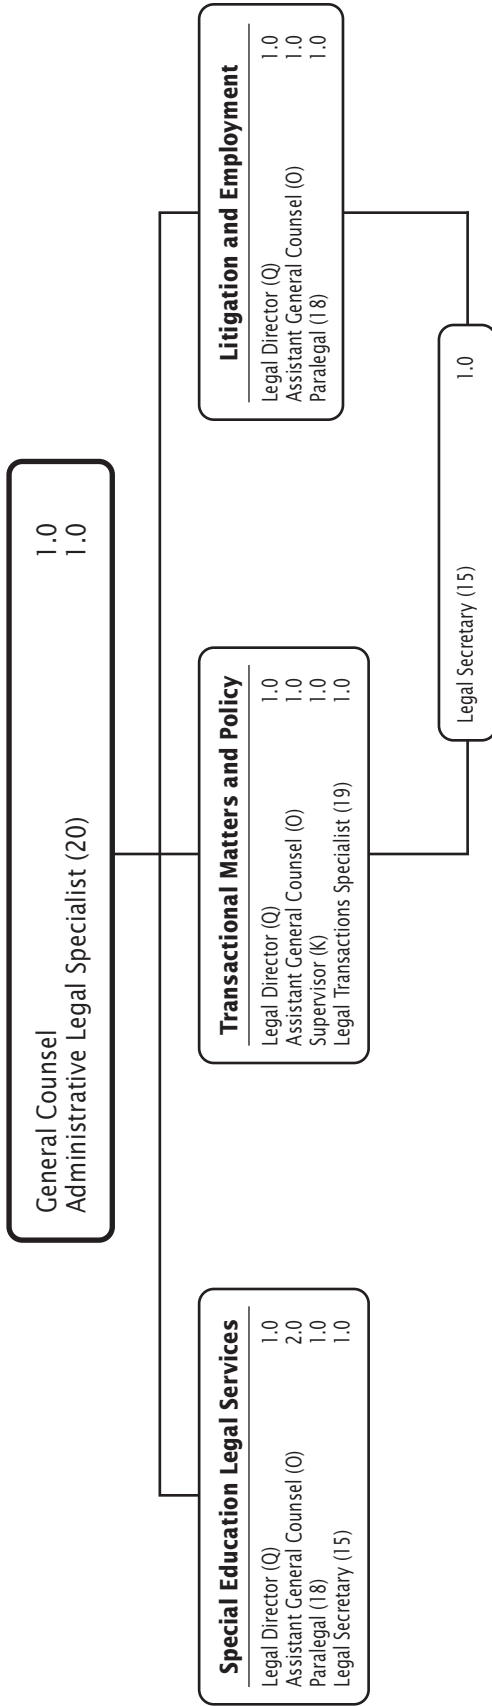 General Counsel 1.0
Administrative Legal Specialist (20) 1.0
Special Education Legal Services
Legal Director (Q) 1.0
Assistant General Counsel (O) 2.0
Paralegal (18) 1.0
Legal Secretary (15) 1.0
Transactional Matters and Policy
Legal Director (Q) 1.0
Assistant General Counsel (O) 1.0
Supervisor (K) 1.0
Legal Transactions Specialist (19) 1.0
Litigation and Employment
Legal Director (Q) 1.0
Assistant General Counsel (O) 1.0
Paralegal (18) 1.0
Legal Secretary (15) 1.0